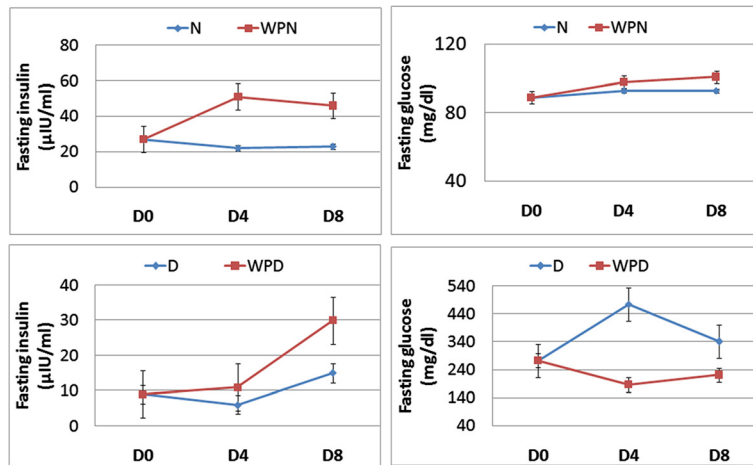 N WPN
Fasting insulin
(µIU/ml)
80
60
40
20
0
D0 D4 D8
N WPN
Fasting glucose
(mg/dl)
120
80
40
D0 D4 D8
D WPD
Fasting insulin
(µIU/ml)
40
30
20
10
0
D0 D4 D8
D WPD
Fasting glucose
(mg/dl)
540
440
340
240
140
40
D0 D4 D8